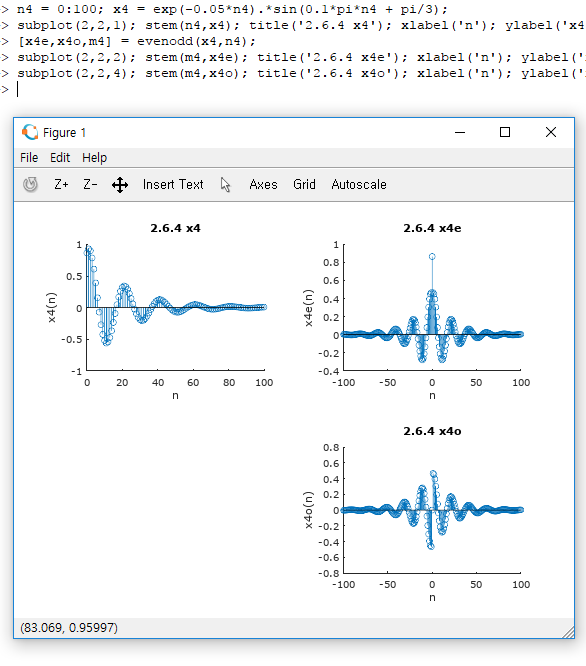 > n4 = 0:100; x4 = exp(-0.05*n4).*sin(0.1*pi*n4 + pi/3);
> subplot(2,2,1); stem(n4,x4); title('2.6.4 x4'); xlabel('n'); ylabel('x4
> [x4e,x4o,m4] = evenodd(x4,n4);
> subplot(2,2,2); stem(m4,x4e); title('2.6.4 x4e'); xlabel('n'); ylabel('
> subplot(2,2,4); stem(m4,x4o); title('2.6.4 x4o'); xlabel('n'); ylabel('
>
Figure 1
File Edit Help
Z+ Z- Insert Text Axes Grid Autoscale
2.6.4 x4
1
0.5
0
-0.5
-1
x4(n)
0 20 40 60 80 100
n
2.6.4 x4e
1
0.8
0.6
0.4
0.2
0
-0.2
-0.4
x4e(n)
-100 -50 0 50 100
n
2.6.4 x4o
0.8
0.6
0.4
0.2
0
-0.2
-0.4
-0.6
-0.8
x4o(n)
-100 -50 0 50 100
n
(83.069, 0.95997)